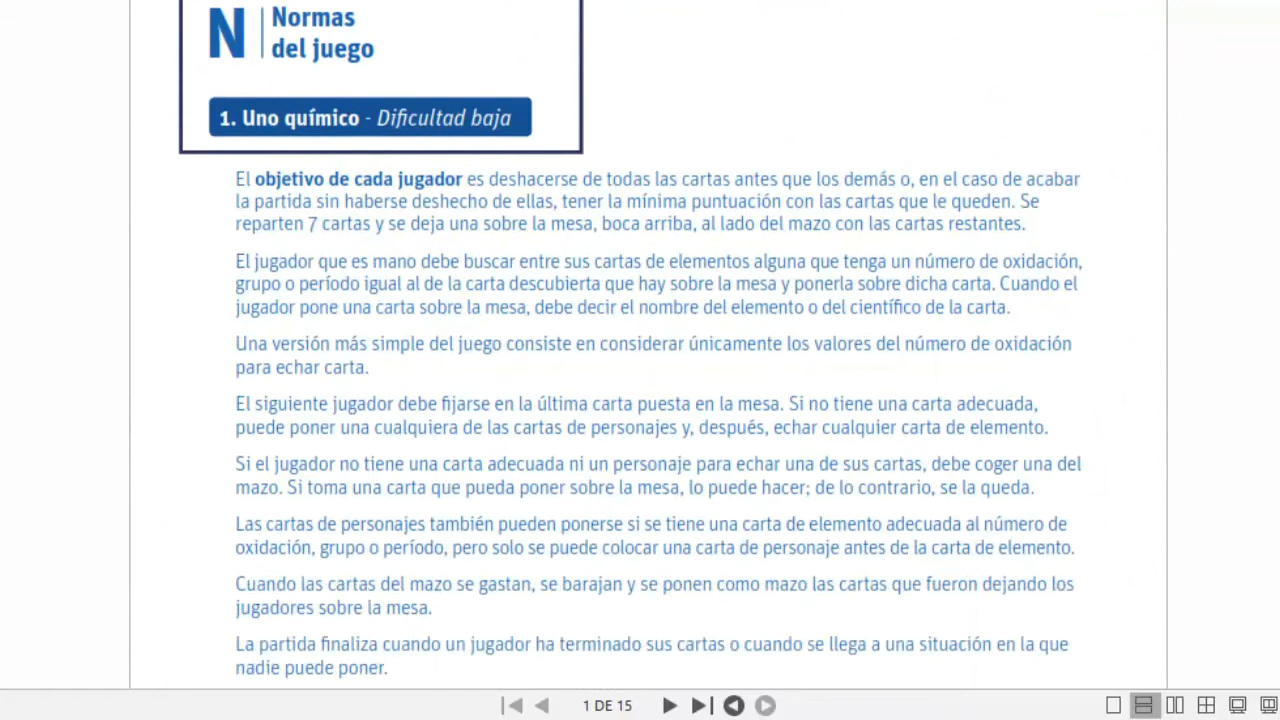 N
Normas
del juego
1. Uno químico - Dificultad baja
El objetivo de cada jugador es deshacerse de todas las cartas antes que los demás o, en el caso de acabar
la partida sin haberse deshecho de ellas, tener la mínima puntuación con las cartas que le queden. Se
reparten 7 cartas y se deja una sobre la mesa, boca arriba, al lado del mazo con las cartas restantes.
El jugador que es mano debe buscar entre sus cartas de elementos alguna que tenga un número de oxidación,
grupo o período igual al de la carta descubierta que hay sobre la mesa y ponerla sobre dicha carta. Cuando el
jugador pone una carta sobre la mesa, debe decir el nombre del elemento o del científico de la carta.
Una versión más simple del juego consiste en considerar únicamente los valores del número de oxidación
para echar carta.
El siguiente jugador debe fijarse en la última carta puesta en la mesa. Si no tiene una carta adecuada,
puede poner una cualquiera de las cartas de personajes y, después, echar cualquier carta de elemento.
Si el jugador no tiene una carta adecuada ni un personaje para echar una de sus cartas, debe coger una del
mazo. Si toma una carta que pueda poner sobre la mesa, lo puede hacer; de lo contrario, se la queda.
Las cartas de personajes también pueden ponerse si se tiene una carta de elemento adecuada al número de
oxidación, grupo o período, pero solo se puede colocar una carta de personaje antes de la carta de elemento.
Cuando las cartas del mazo se gastan, se barajan y se ponen como mazo las cartas que fueron dejando los
jugadores sobre la mesa.
La partida finaliza cuando un jugador ha terminado sus cartas o cuando se llega a una situación en la que
nadie puede poner.
1 DE 15